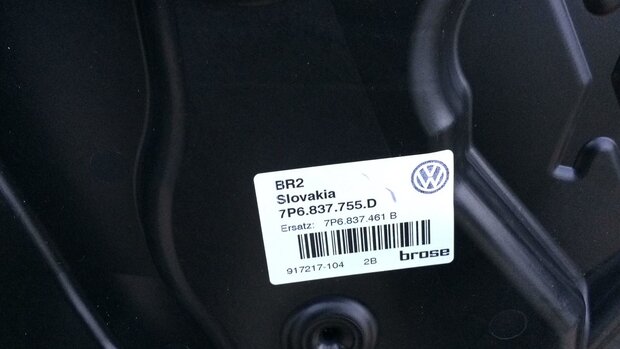 BR2
Slovakia
7P6.837.755.D
Ersatz: 7P6.837.461 B
917217-104 2B
brose